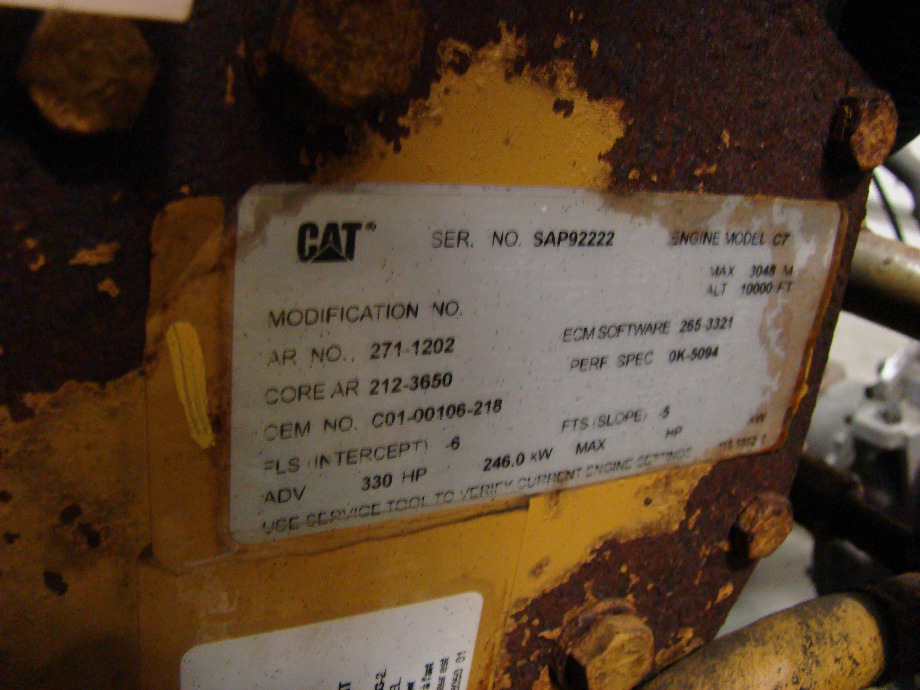 CAT® SER. NO. SAP92222 ENGINE MODEL C7
MAX 3048 M
ALT 10000 FT
MODIFICATION NO.
AR NO. 271-1202 ECM SOFTWARE 265-3321
CORE AR 212-3650 PERF SPEC 0K-5094
OEM NO. C01-00106-218
FLS (INTERCEPT) -6 FTS (SLOPE) -5
ADV 330 HP 246.0 KW MAX HP KW
USE SERVICE TOOL TO VERIFY CURRENT ENGINE SETTINGS